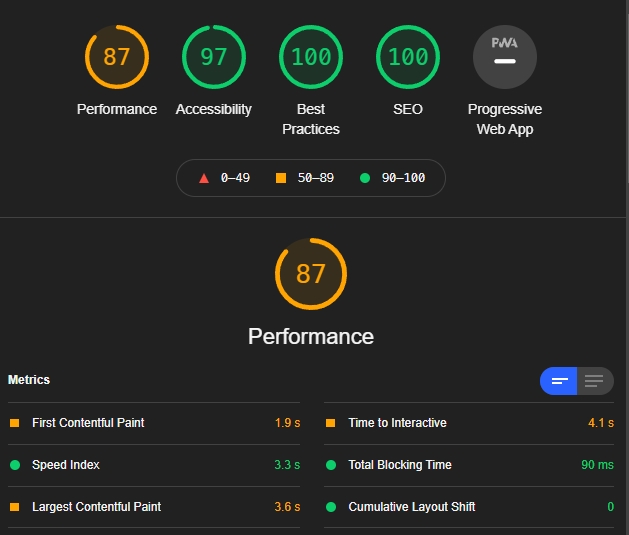 87 97 100 100 PWA
Performance Accessibility Best Practices SEO Progressive Web App
0–49 50–89 90–100
87
Performance
Metrics
First Contentful Paint 1.9 s
Time to Interactive 4.1 s
Speed Index 3.3 s
Total Blocking Time 90 ms
Largest Contentful Paint 3.6 s
Cumulative Layout Shift 0